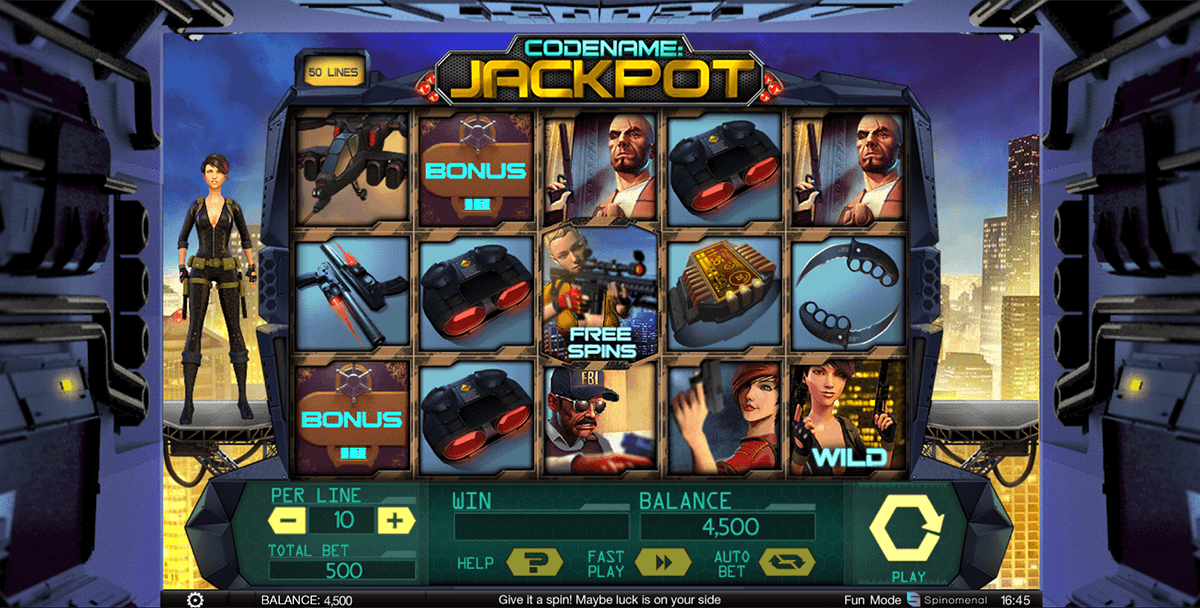 CODENAME:
JACKPOT
50 LINES
BONUS
BONUS
FREE
SPINS
FBI
WILD
PER LINE
10
TOTAL BET
500
WIN
BALANCE
4,500
HELP
?
FAST
PLAY
AUTO
BET
PLAY
BALANCE: 4,500
Give it a spin! Maybe luck is on your side
Fun Mode
Spinomenal
16:45